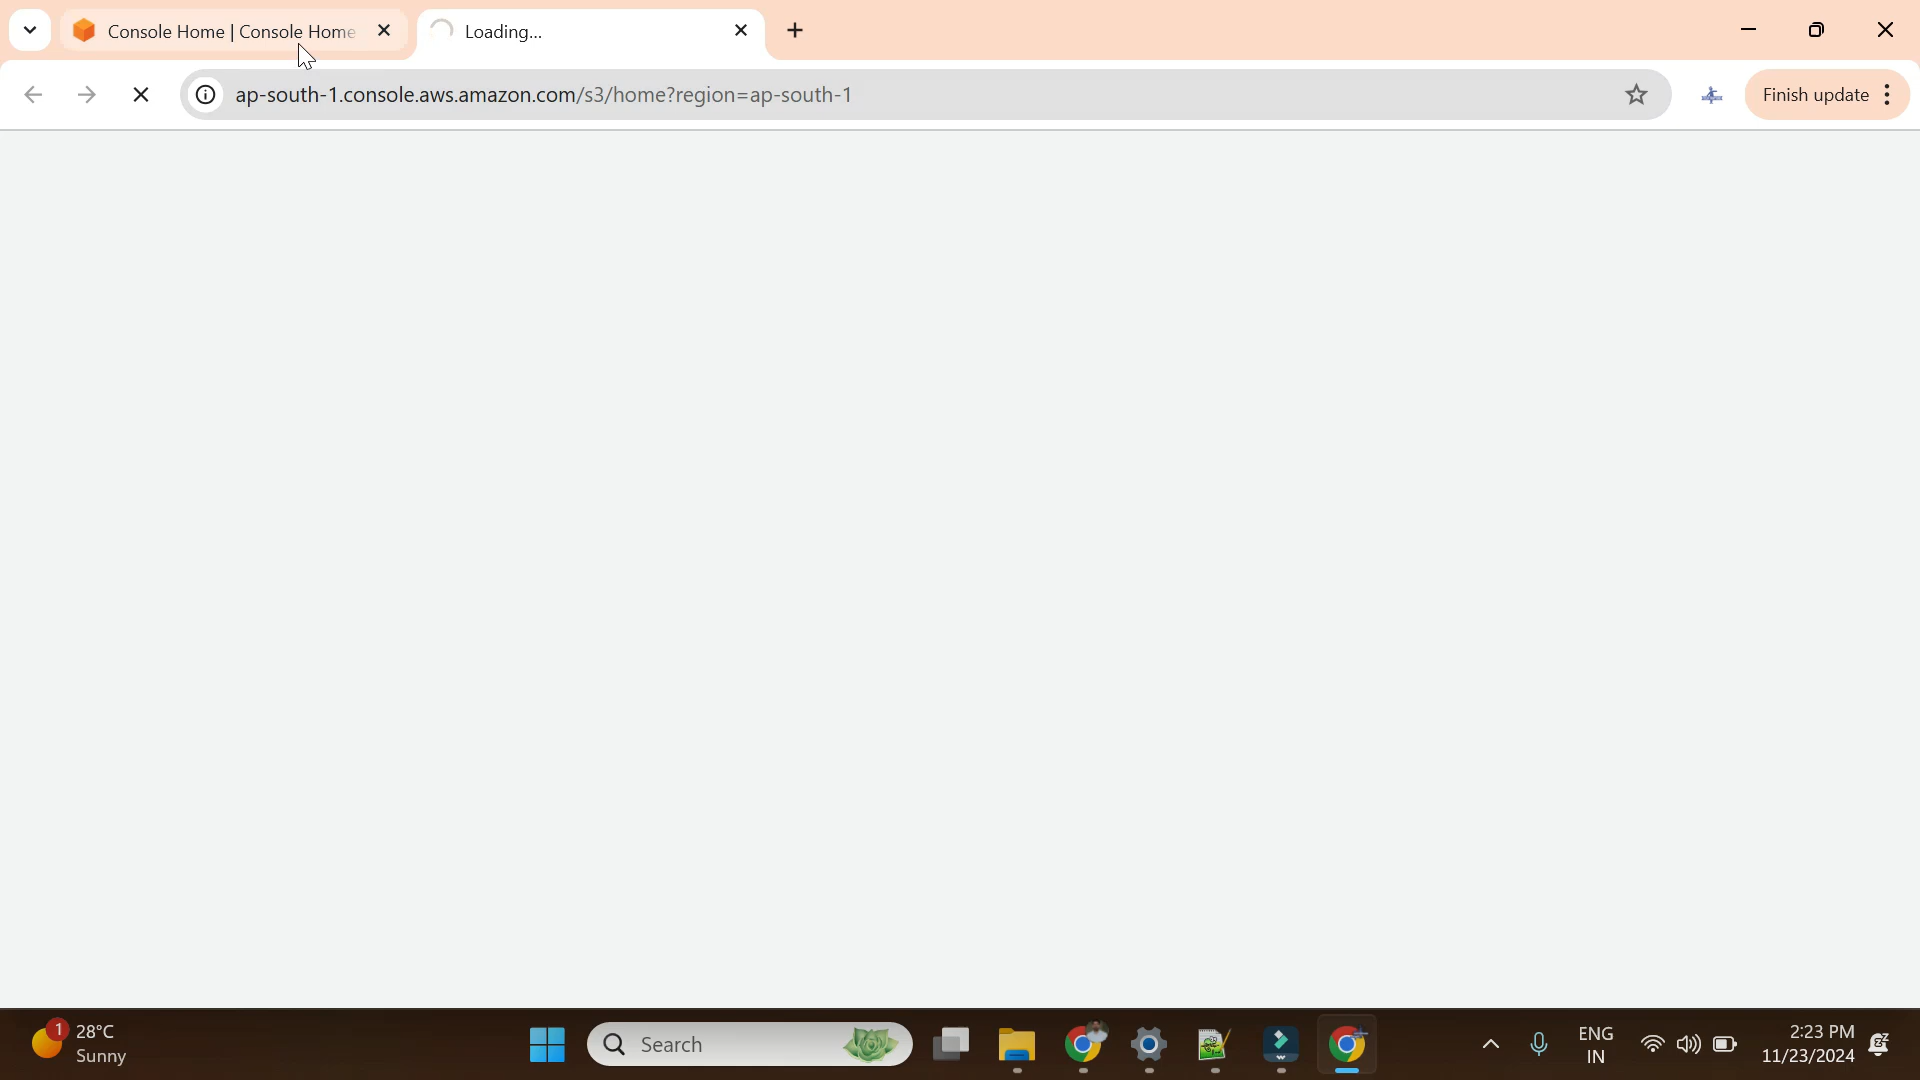 Console Home | Console Home
Loading...
ap-south-1.console.aws.amazon.com/s3/home?region=ap-south-1
Finish update
1
28°C
Sunny
Search
ENG
IN
2:23 PM
11/23/2024